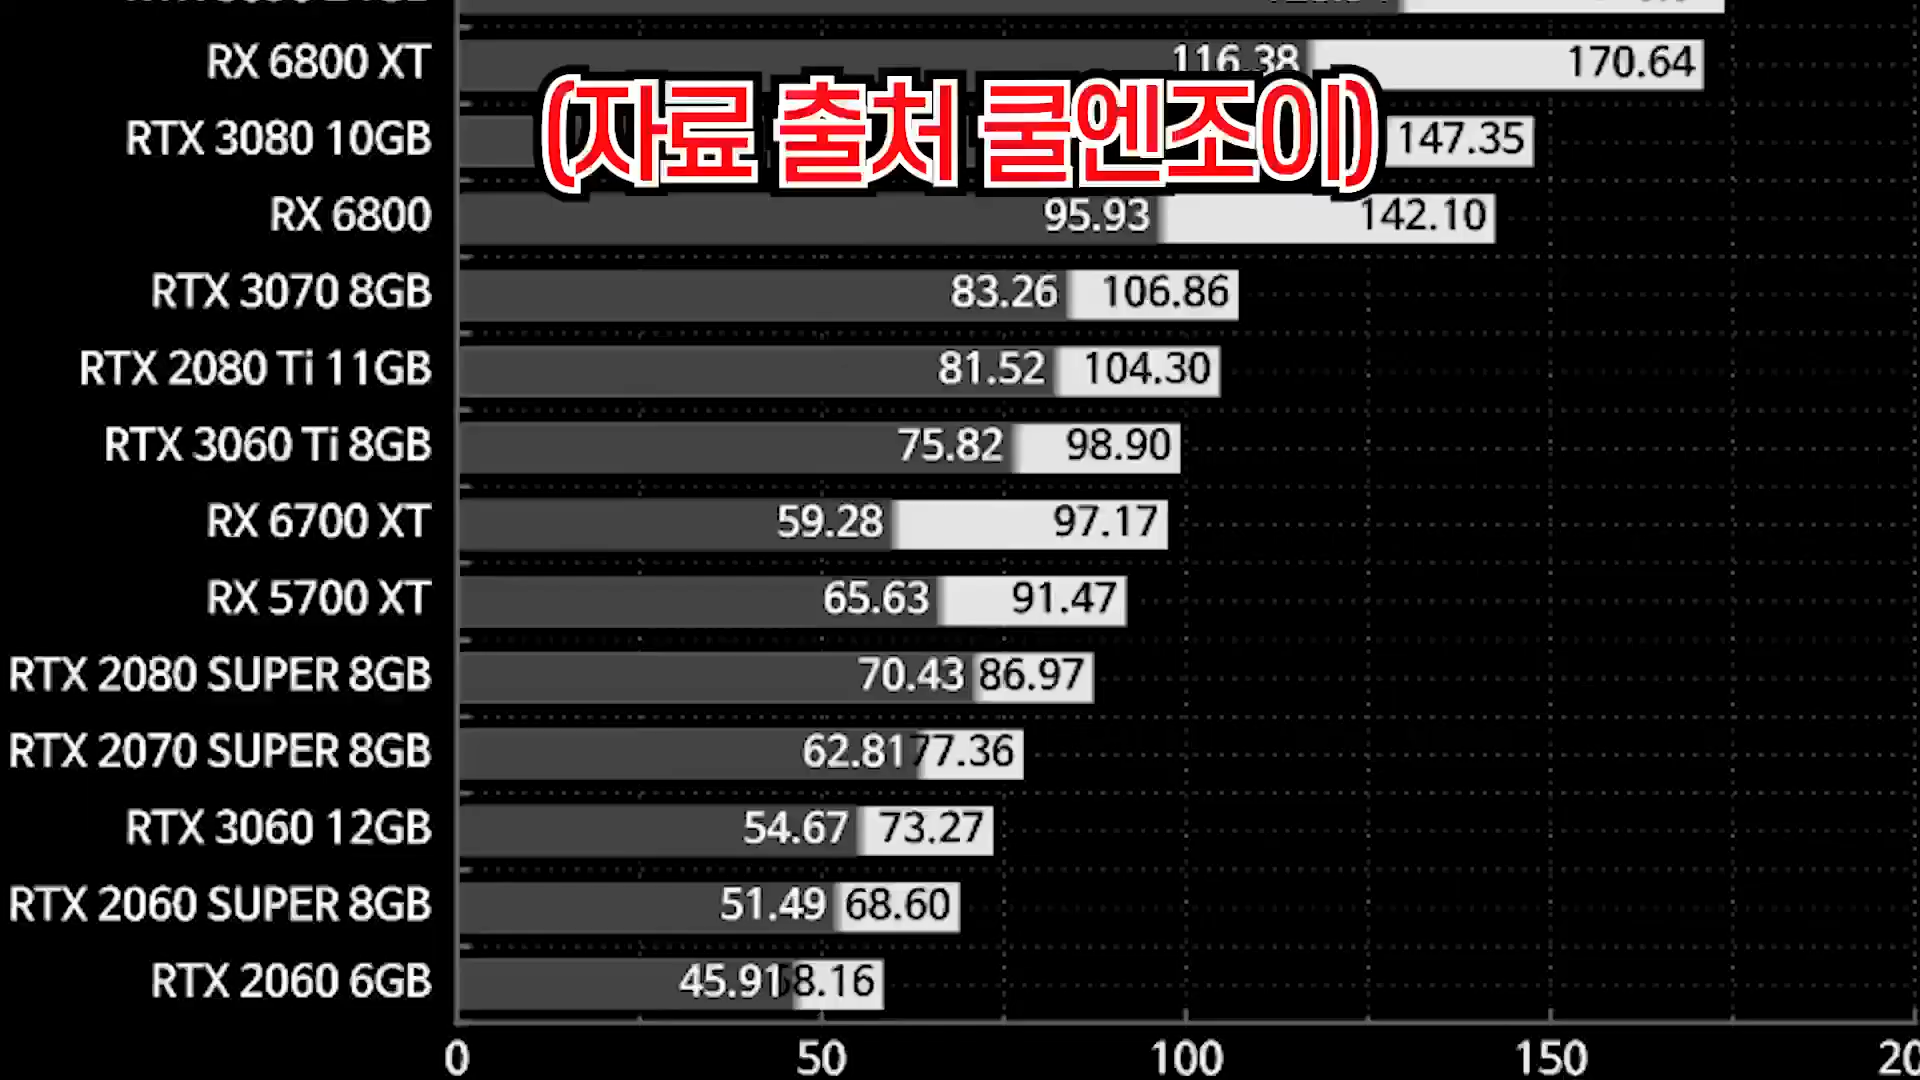 RX 6800 XT 116.38 170.64
(자료 출처 쿨엔조이)
RTX 3080 10GB 147.35
RX 6800 95.93 142.10
RTX 3070 8GB 83.26 106.86
RTX 2080 Ti 11GB 81.52 104.30
RTX 3060 Ti 8GB 75.82 98.90
RX 6700 XT 59.28 97.17
RX 5700 XT 65.63 91.47
RTX 2080 SUPER 8GB 70.43 86.97
RTX 2070 SUPER 8GB 62.81 77.36
RTX 3060 12GB 54.67 73.27
RTX 2060 SUPER 8GB 51.49 68.60
RTX 2060 6GB 45.91 58.16
0 50 100 150